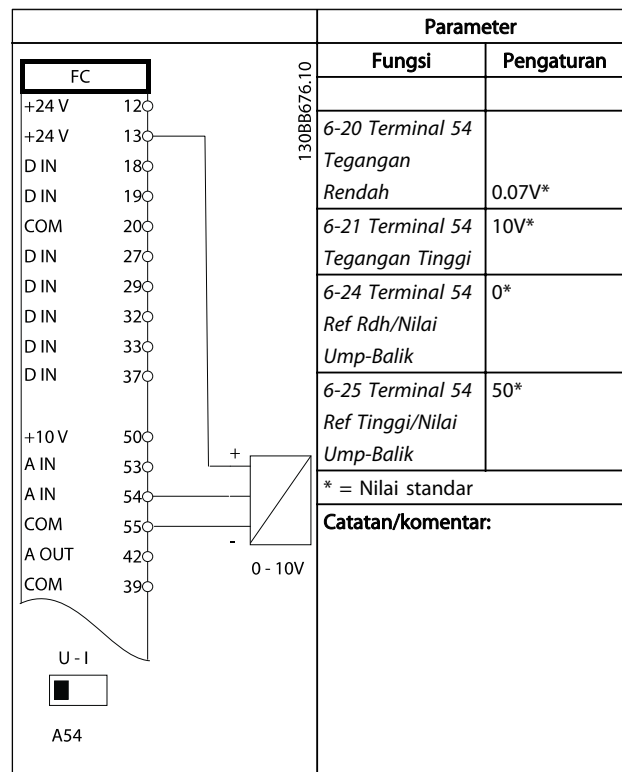 Parameter
Fungsi Pengaturan
FC
130BB676.10
+24 V 12
+24 V 13
D IN 18
D IN 19
COM 20
D IN 27
D IN 29
D IN 32
D IN 33
D IN 37
+10 V 50
A IN 53
A IN 54
COM 55
A OUT 42
COM 39
+
-
0 - 10V
U - I
A54
6-20 Terminal 54
Tegangan
Rendah 0.07V*
6-21 Terminal 54 10V*
Tegangan Tinggi
6-24 Terminal 54 0*
Ref Rdh/Nilai
Ump-Balik
6-25 Terminal 54 50*
Ref Tinggi/Nilai
Ump-Balik
* = Nilai standar
Catatan/komentar: